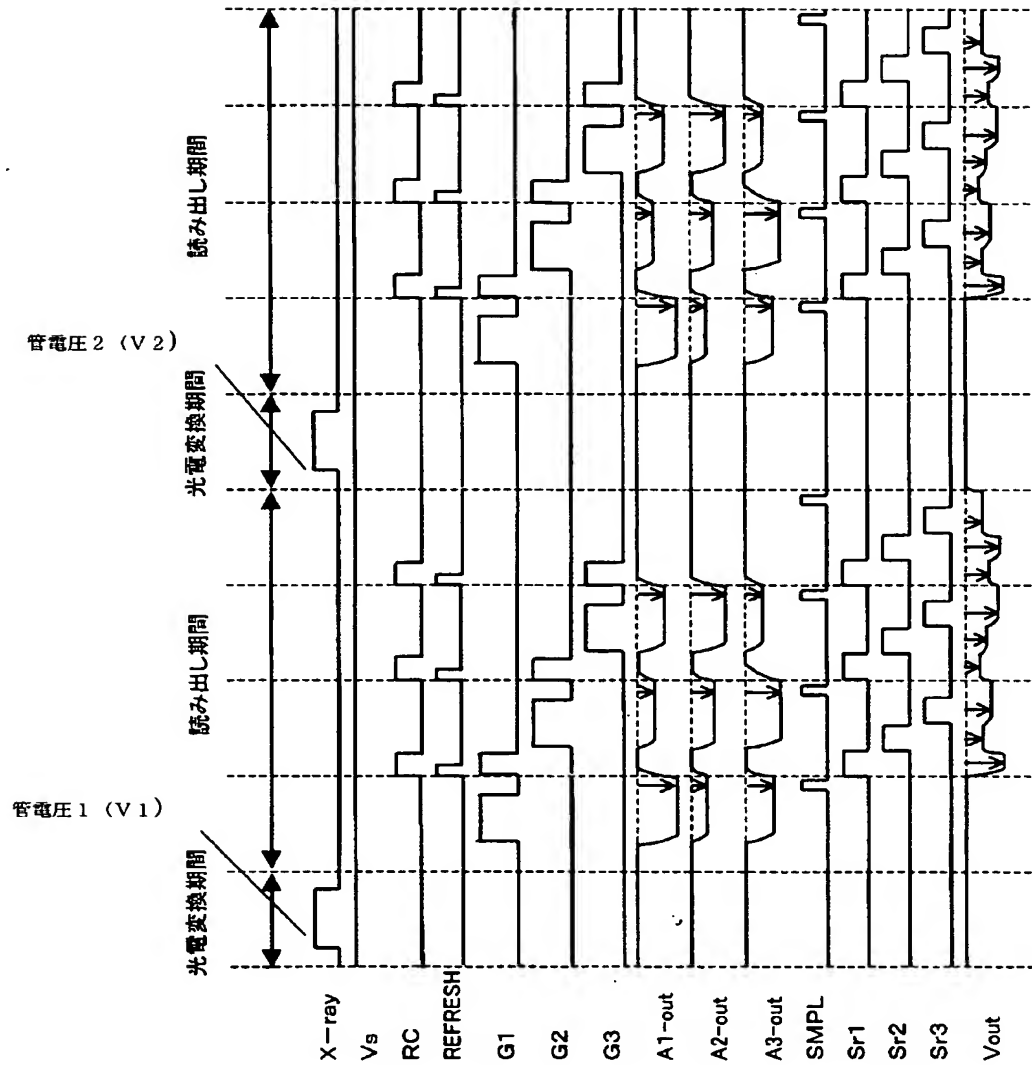 光電変換期間
読み出し期間
光電変換期間
読み出し期間
管電圧1 (V1)
管電圧2 (V2)
X-ray
Vs
RC
REFRESH
G1
G2
G3
A1-out
A2-out
A3-out
SMPL
Sr1
Sr2
Sr3
Vout